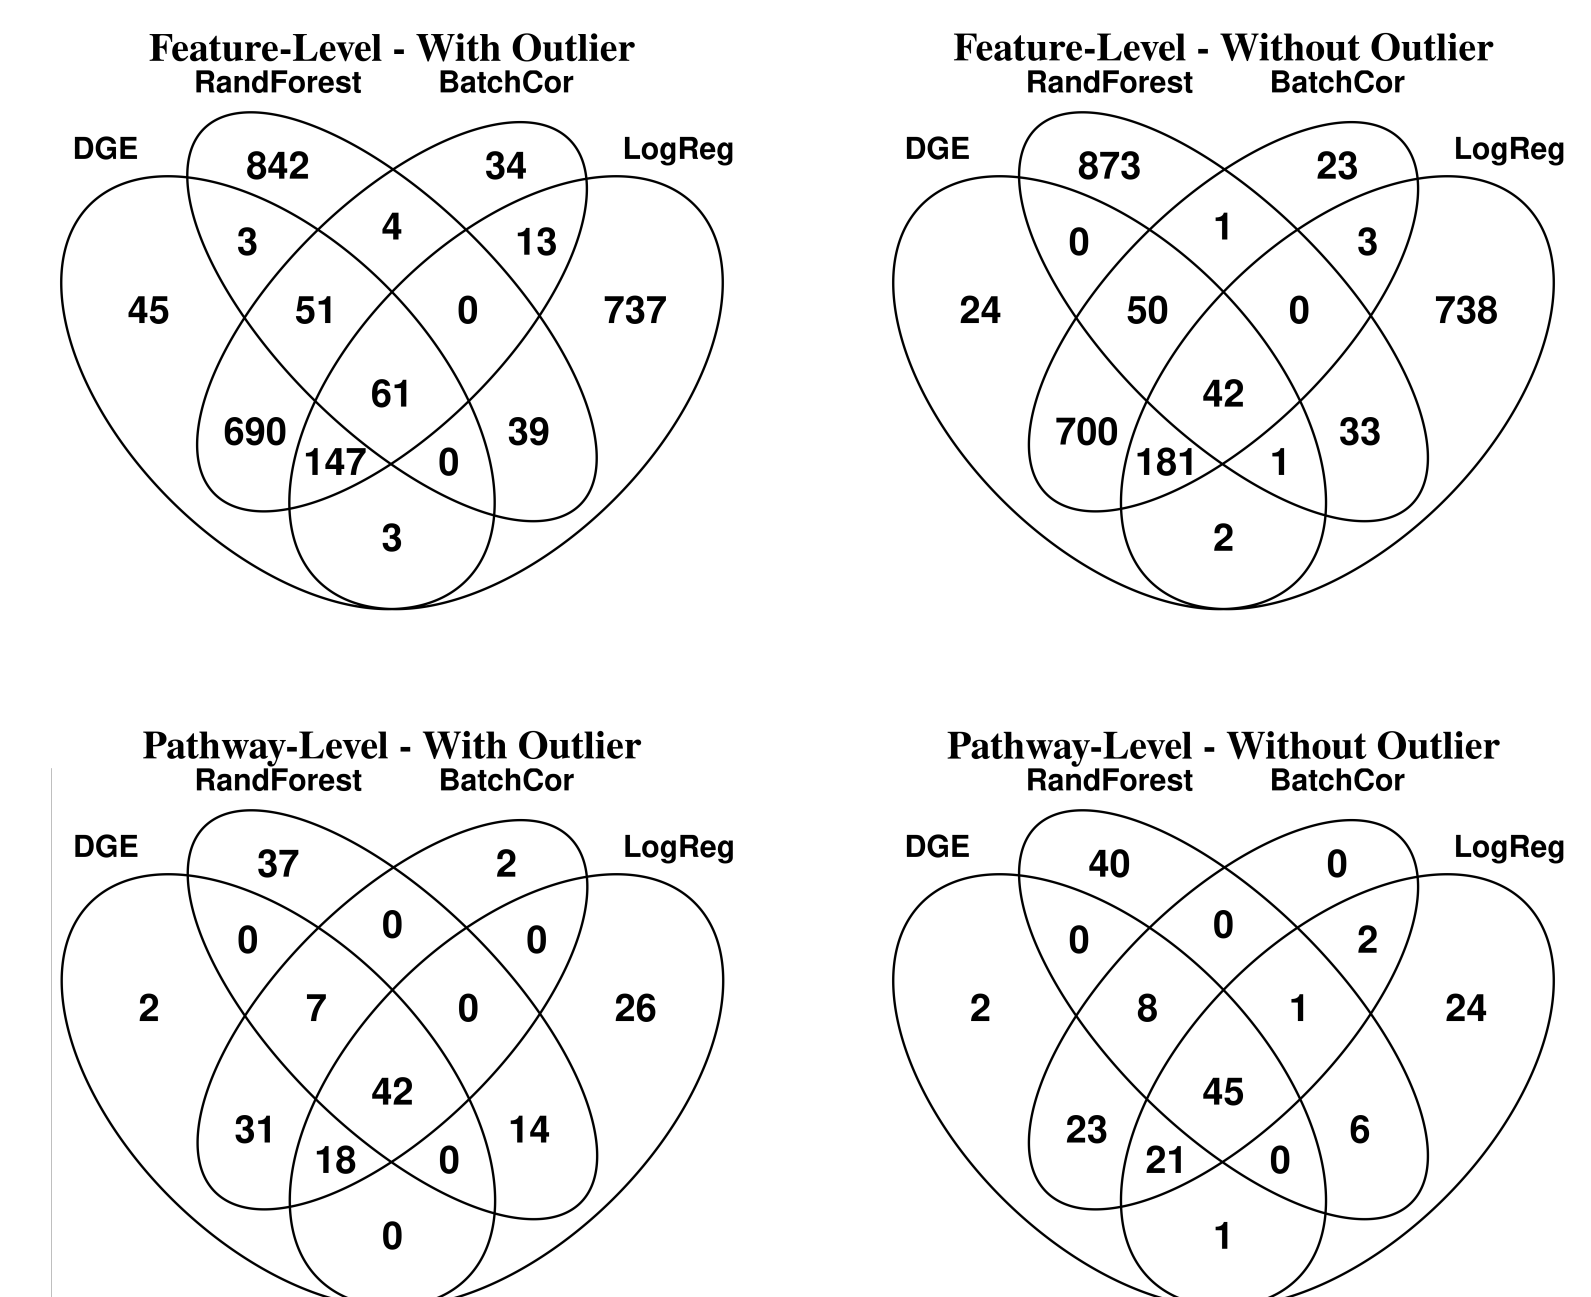 Feature-Level - With Outlier
RandForest BatchCor
DGE LogReg
842 34
3 4 13
45 51 0 737
61
690 39
147 0
3
Feature-Level - Without Outlier
RandForest BatchCor
DGE LogReg
873 23
0 1 3
24 50 0 738
42
700 33
181 1
2
Pathway-Level - With Outlier
RandForest BatchCor
DGE LogReg
37 2
0 0 0
2 7 0 26
42
31 14
18 0
0
Pathway-Level - Without Outlier
RandForest BatchCor
DGE LogReg
40 0
0 0 2
2 8 1 24
45
23 6
21 0
1